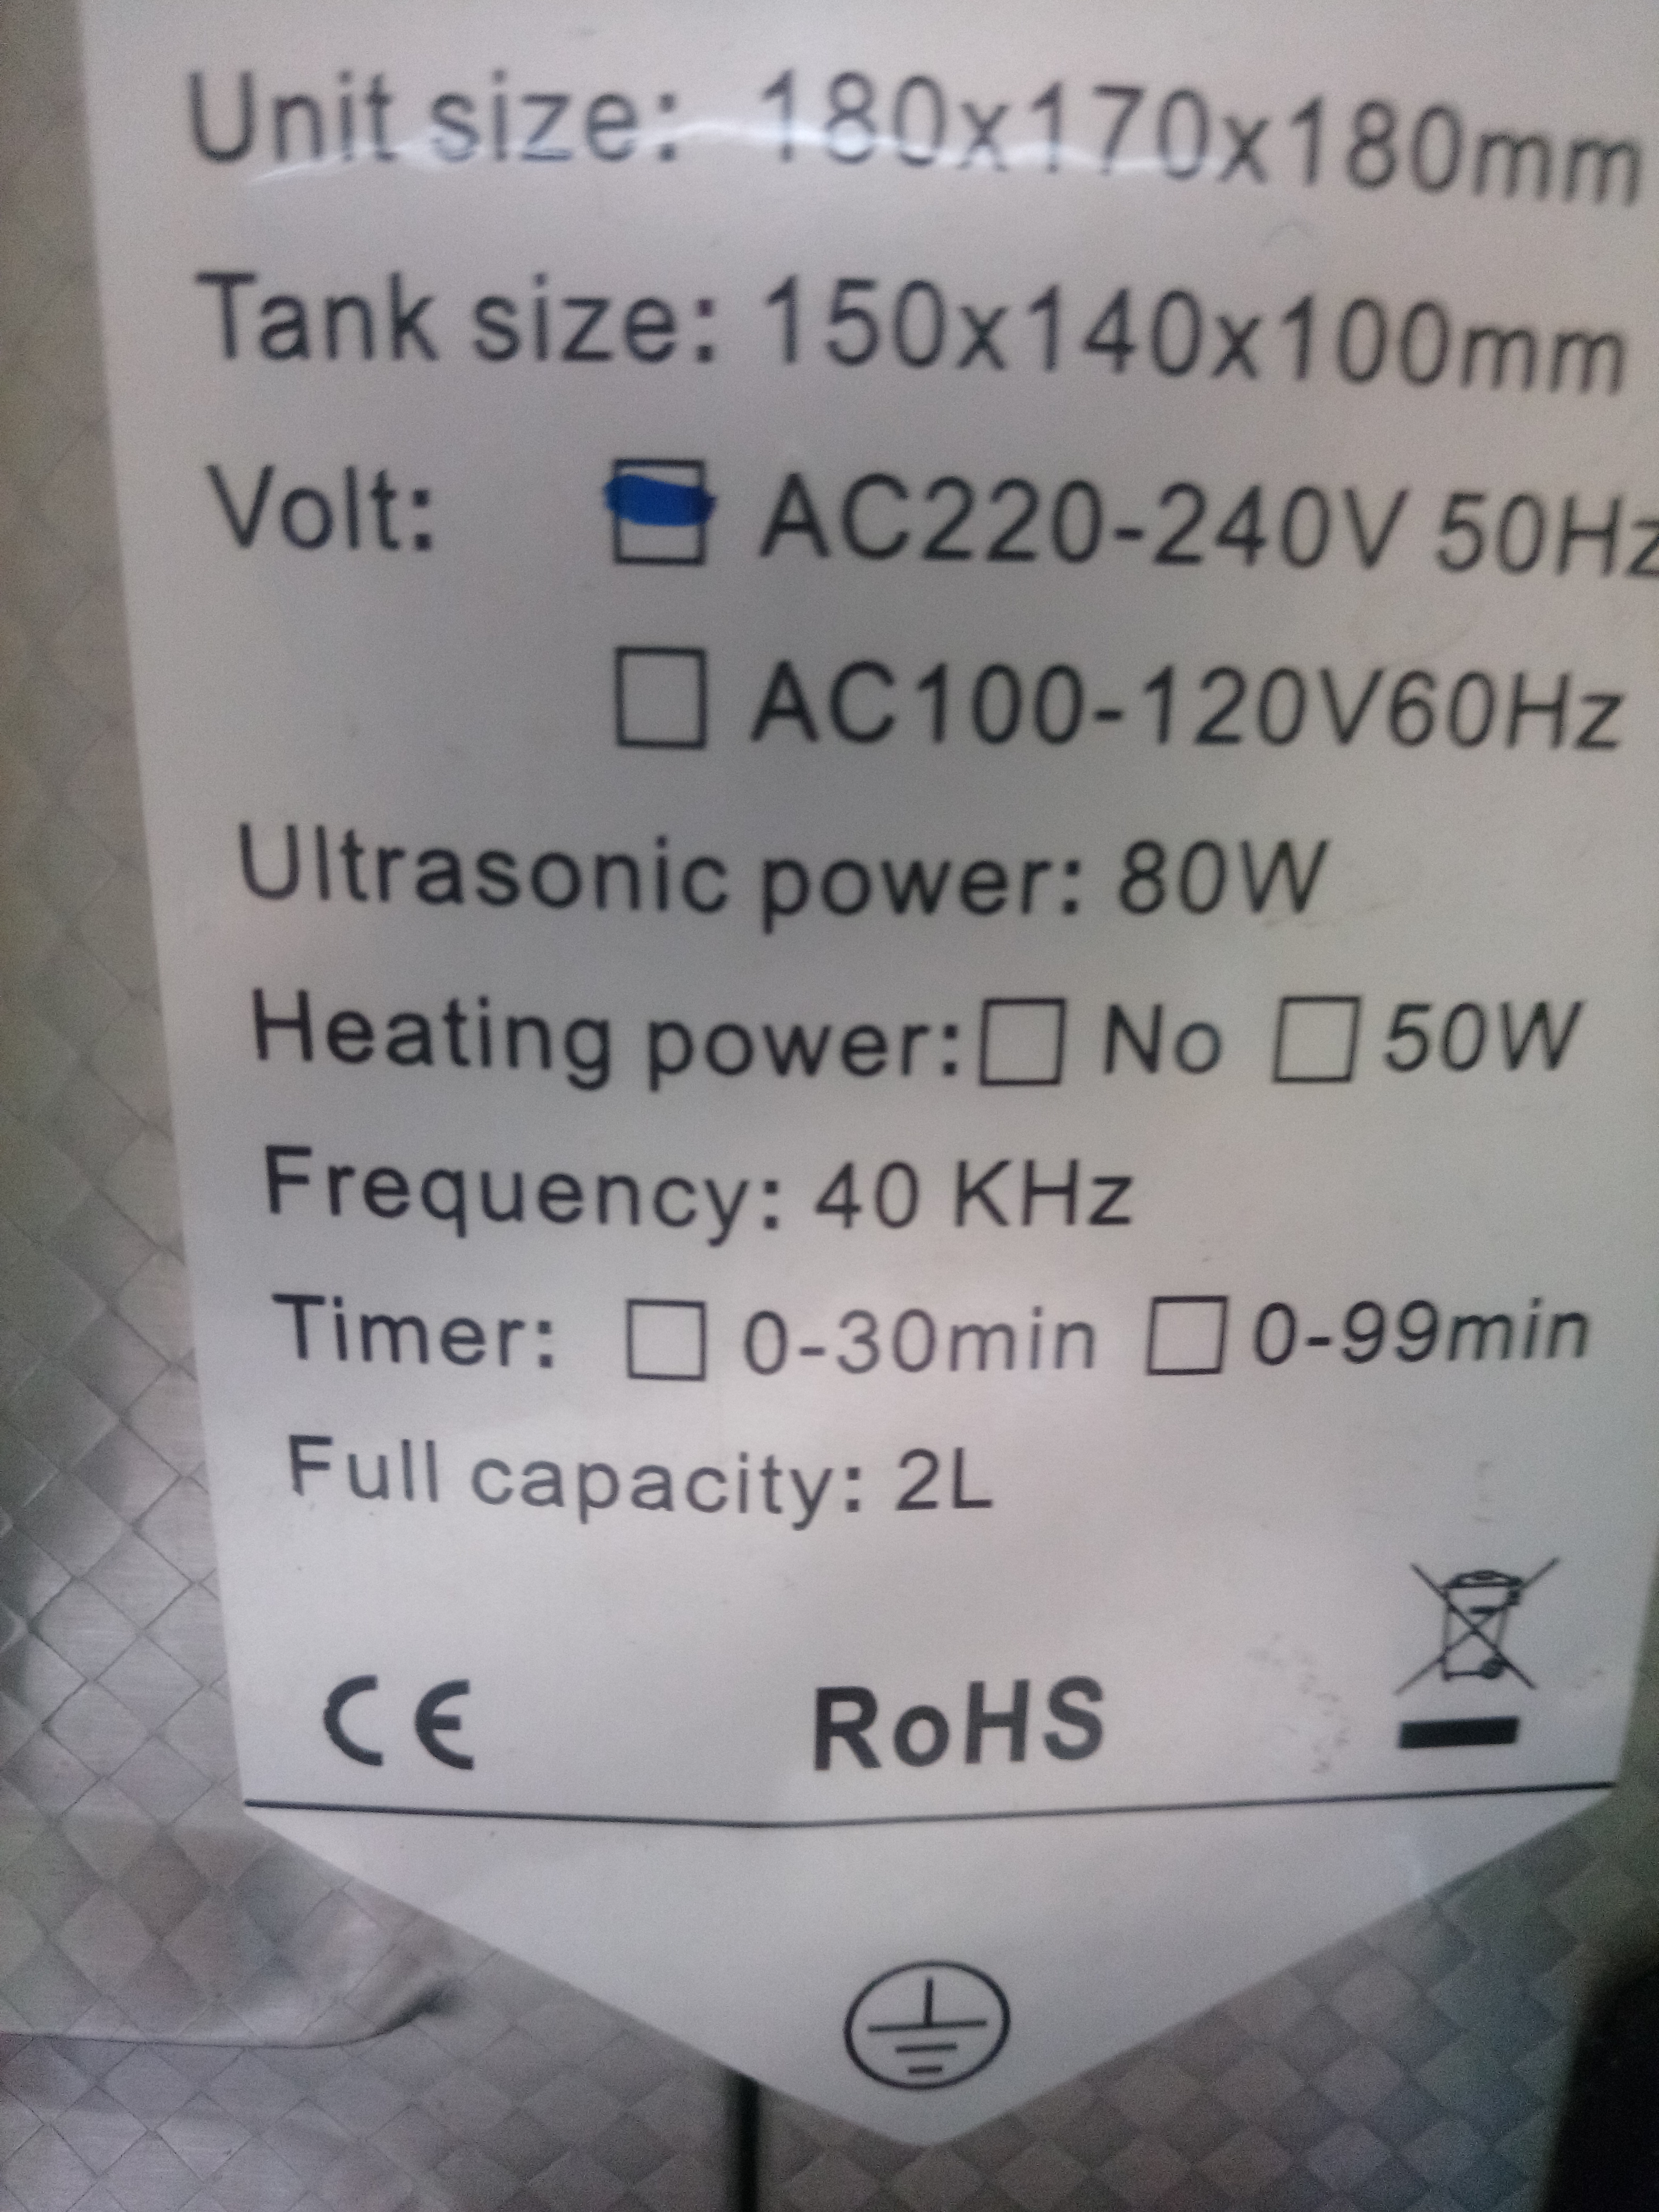 Unit size: 180x170x180mm
Tank size: 150x140x100mm
Volt: AC220-240V 50Hz
AC100-120V60Hz
Ultrasonic power: 80W
Heating power: No 50W
Frequency: 40 KHz
Timer: 0-30min 0-99min
Full capacity: 2L
CE RoHS